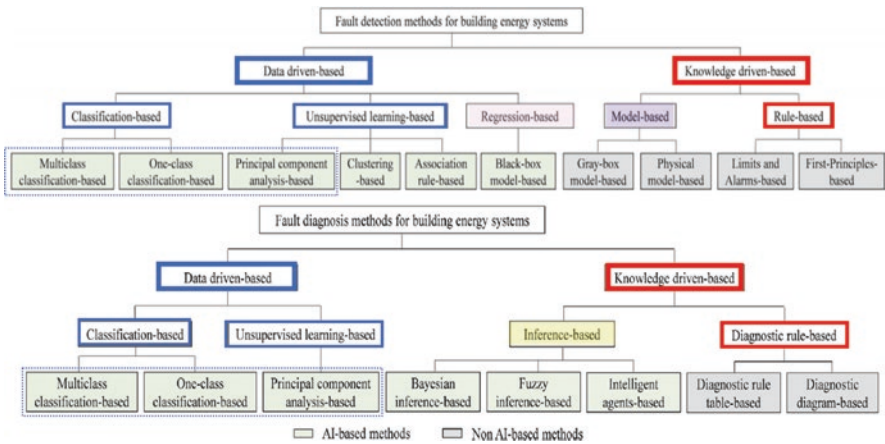 Fault detection methods for building energy systems
Data driven-based
Knowledge driven-based
Classification-based
Unsupervised learning-based
Regression-based
Model-based
Rule-based
Multiclass
classification-based
One-class
classification-based
Principal component
analysis-based
Clustering
-based
Association
rule-based
Black-box
model-based
Gray-box
model-based
Physical
model-based
Limits and
Alarms-based
First-Principles-
based
Fault diagnosis methods for building energy systems
Data driven-based
Knowledge driven-based
Classification-based
Unsupervised learning-based
Inference-based
Diagnostic rule-based
Multiclass
classification-based
One-class
classification-based
Principal component
analysis-based
Bayesian
inference-based
Fuzzy
inference-based
Intelligent
agents-based
Diagnostic rule
table-based
Diagnostic
diagram-based
AI-based methods
Non AI-based methods